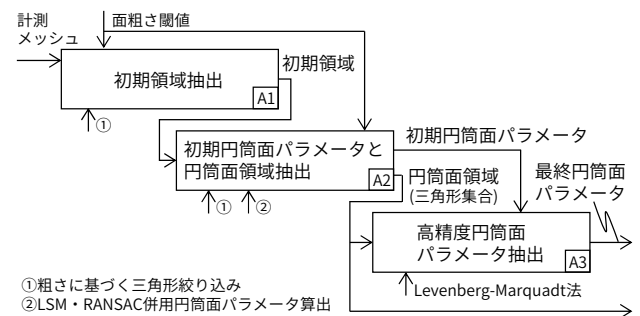 計測
メッシュ
面粗さ閾値
初期領域抽出
A1
初期領域
①
初期円筒面パラメータと
円筒面領域抽出
A2
初期円筒面パラメータ
①
②
円筒面領域
(三角形集合)
最終円筒面
パラメータ
高精度円筒面
パラメータ抽出
A3
Levenberg-Marquadt法
①粗さに基づく三角形絞り込み
②LSM・RANSAC併用円筒面パラメータ算出